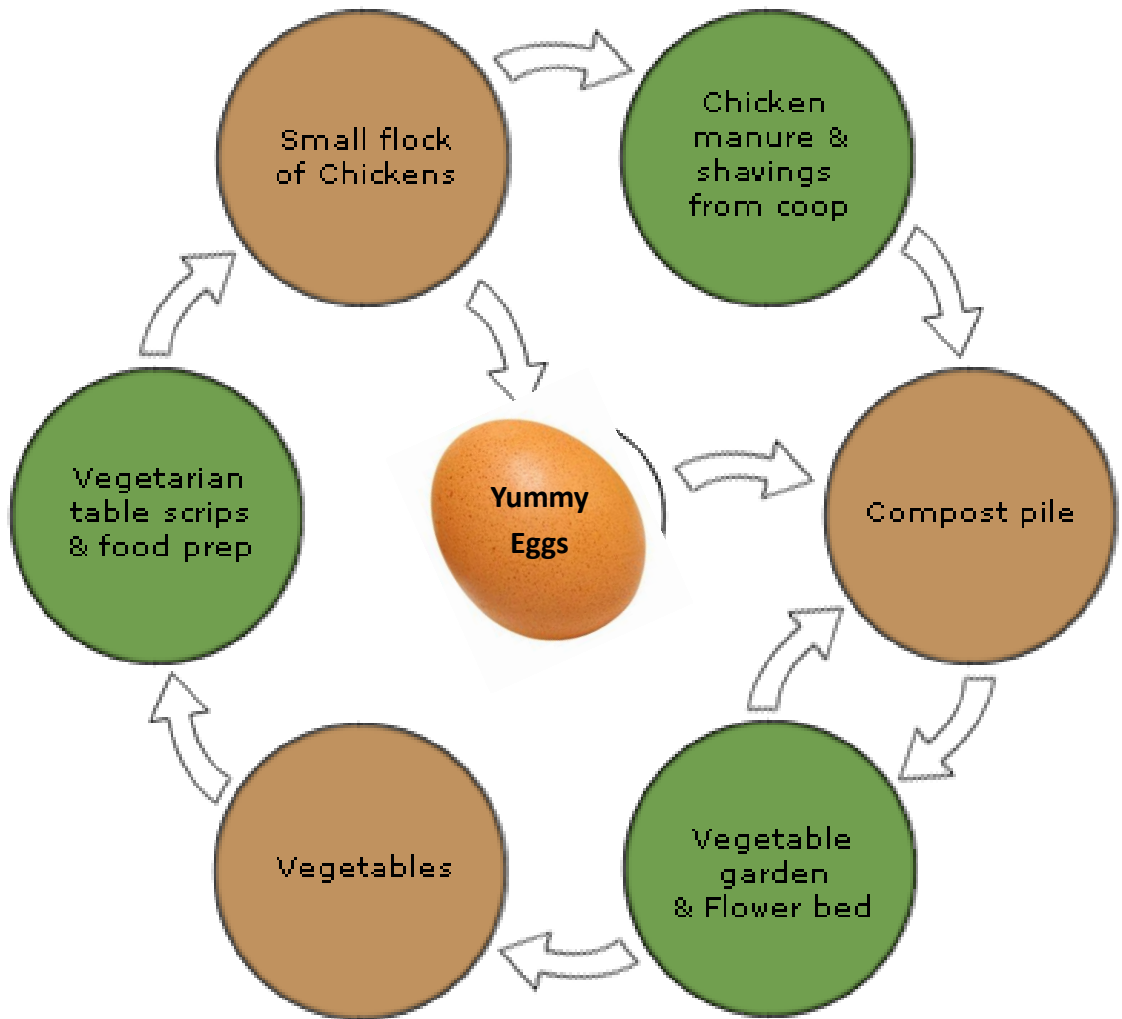 Small flock
of Chickens
Chicken
manure &
shavings
from coop
Vegetarian
table scrips
& food prep
Yummy
Eggs
Compost pile
Vegetables
Vegetable
garden
& Flower bed